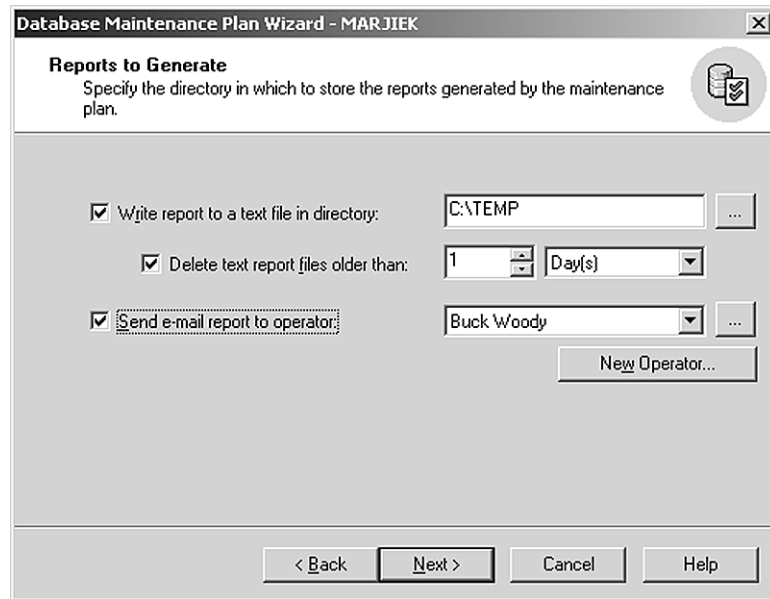 Database Maintenance Plan Wizard - MARJIEK
Reports to Generate
Specify the directory in which to store the reports generated by the maintenance
plan.
Write report to a text file in directory: C:\TEMP ...
Delete text report files older than: 1 Day(s)
Send e-mail report to operator: Buck Woody ...
New Operator...
< Back Next > Cancel Help